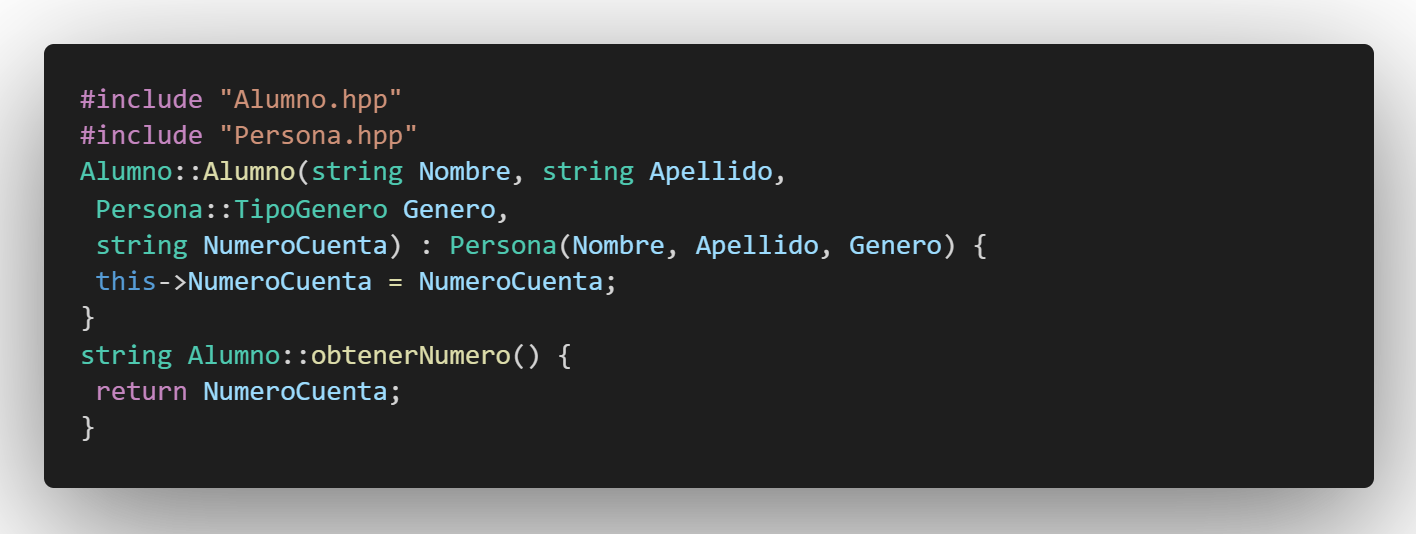 #include "Alumno.hpp"
#include "Persona.hpp"
Alumno::Alumno(string Nombre, string Apellido,
 Persona::TipoGenero Genero,
 string NumeroCuenta) : Persona(Nombre, Apellido, Genero) {
 this->NumeroCuenta = NumeroCuenta;
}
string Alumno::obtenerNumero() {
 return NumeroCuenta;
}